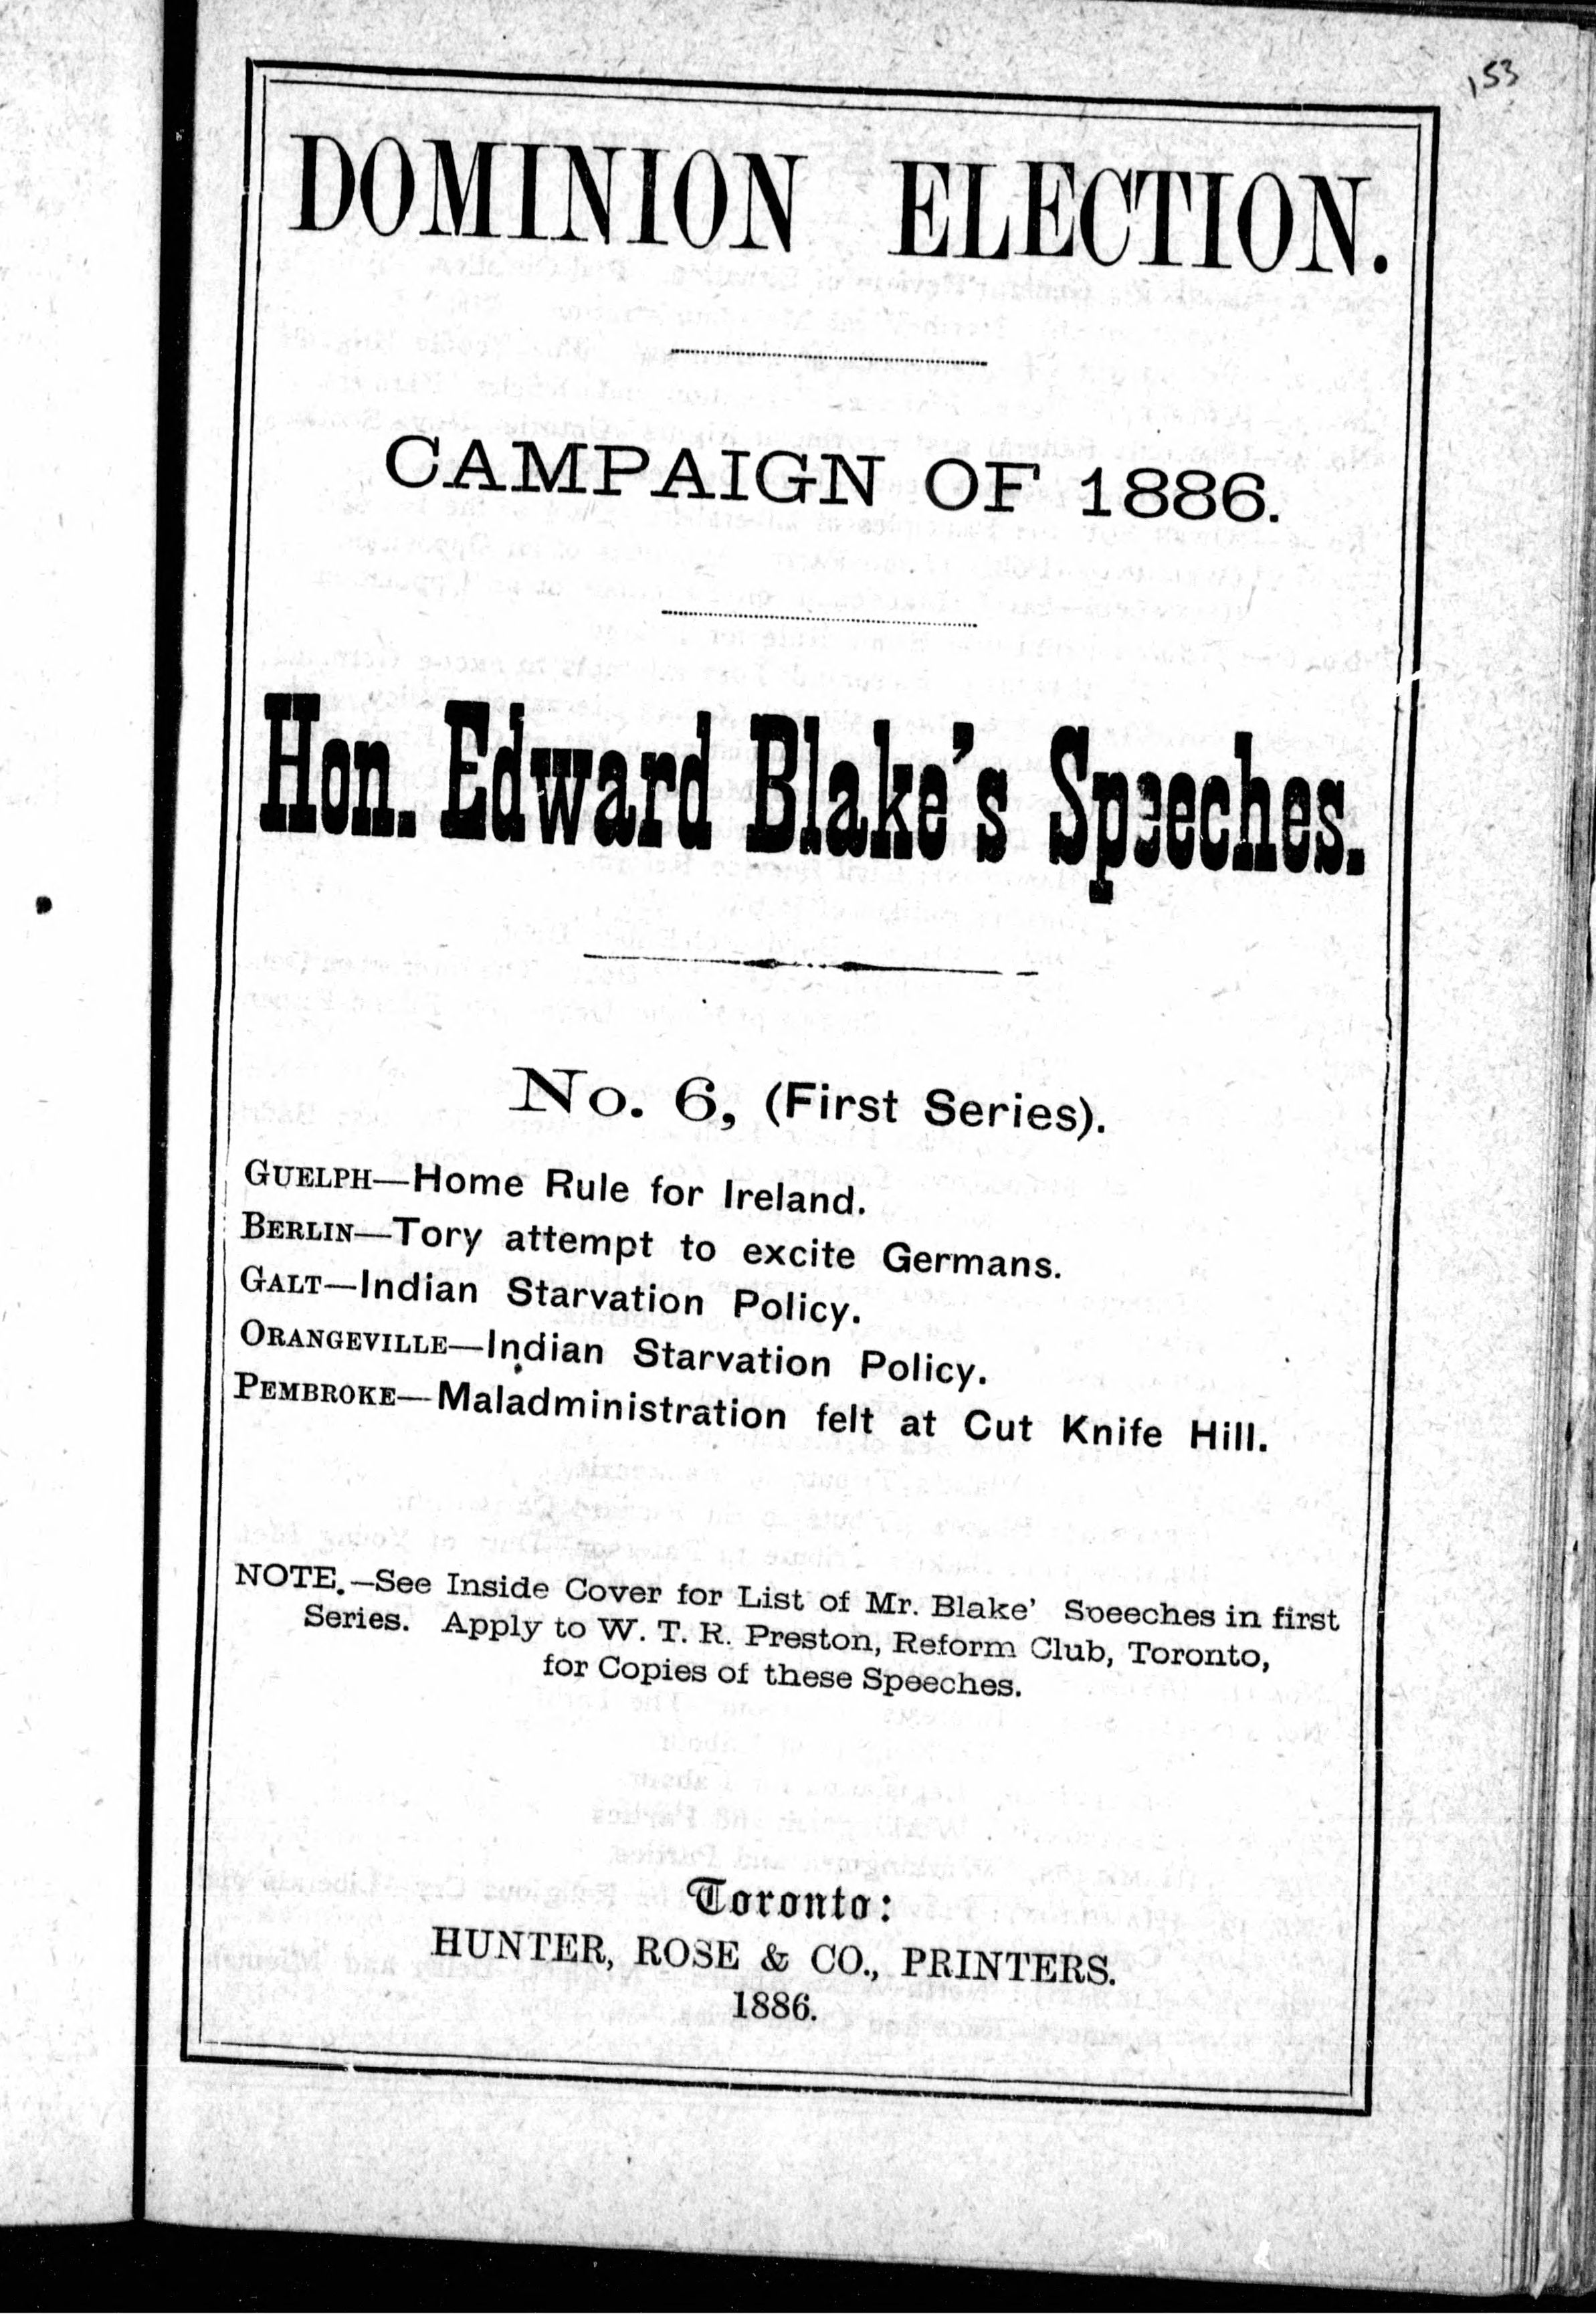 153
DOMINION ELECTION.
CAMPAIGN OF 1886.
Hon. Edward Blake's Speeches.
No. 6, (First Series).
GUELPH—Home Rule for Ireland.
BERLIN—Tory attempt to excite Germans.
GALT—Indian Starvation Policy.
ORANGEVILLE—Indian Starvation Policy.
PEMBROKE—Maladministration felt at Cut Knife Hill.
NOTE.—See Inside Cover for List of Mr. Blake' Speeches in first
Series. Apply to W. T. R. Preston, Reform Club, Toronto,
for Copies of these Speeches.
Toronto:
HUNTER, ROSE & CO., PRINTERS.
1886.